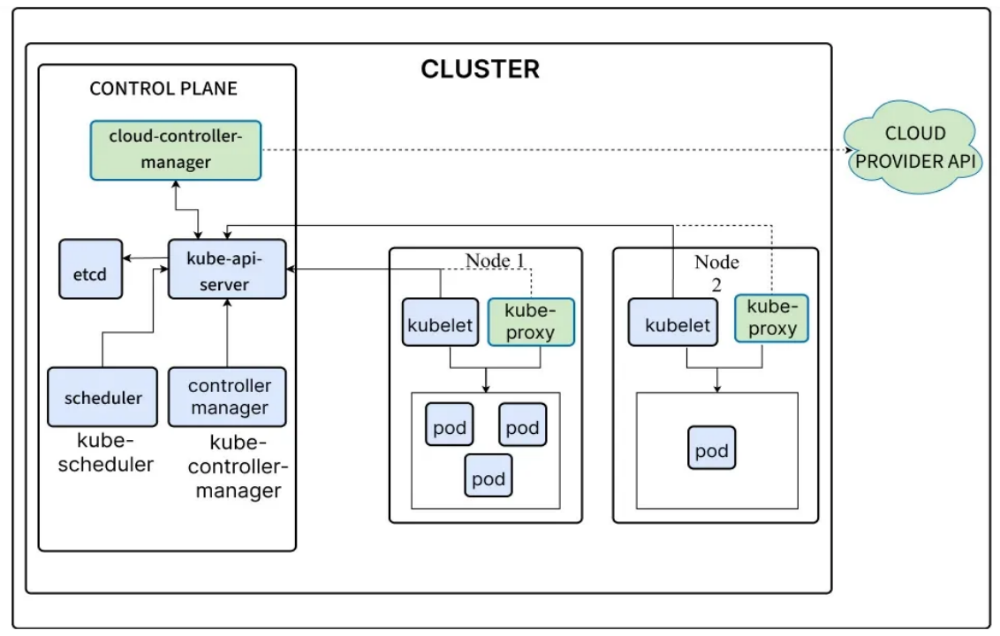 CLUSTER
CONTROL PLANE
cloud-controller-
manager
CLOUD
PROVIDER API
etcd
kube-api-
server
scheduler
kube-
scheduler
controller
manager
kube-
controller-
manager
Node 1
kubelet
kube-
proxy
pod
pod
pod
Node
2
kubelet
kube-
proxy
pod